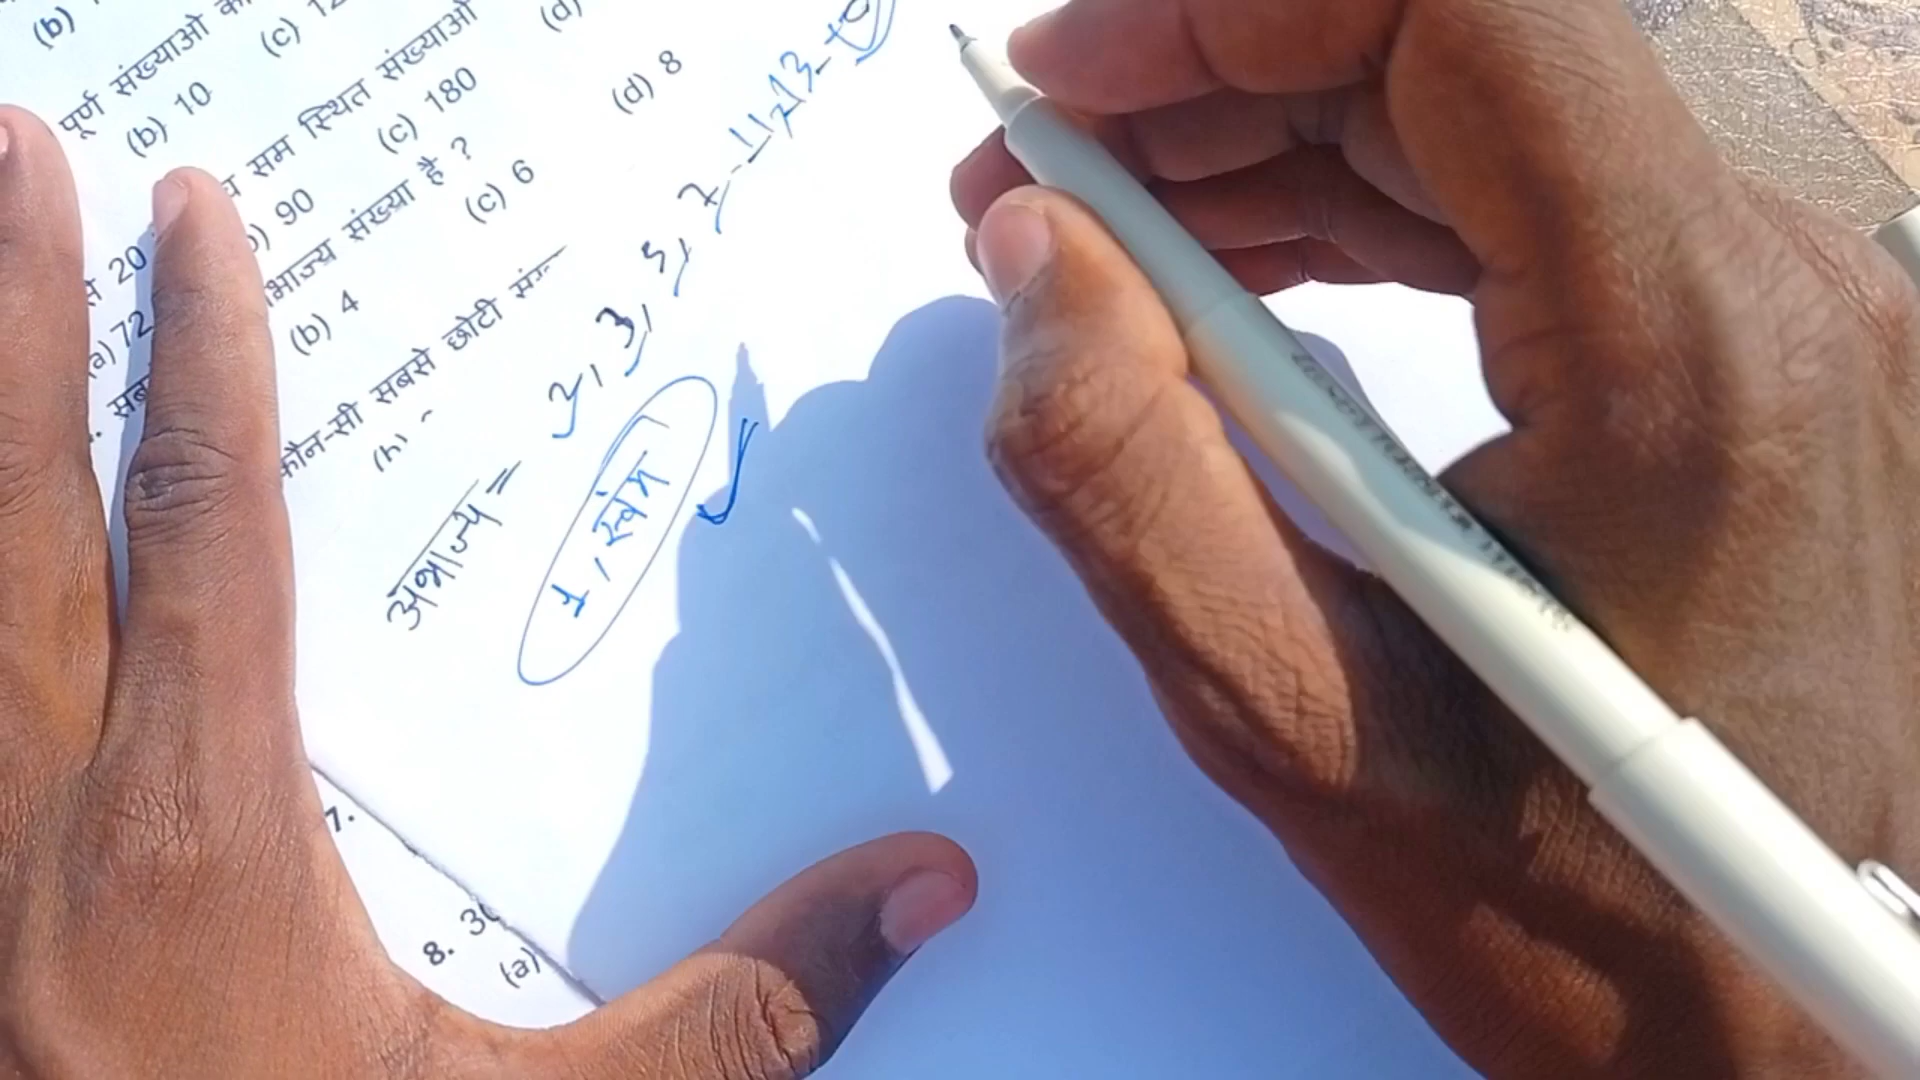 (b)
(c) 12
(d)
पूर्ण संख्याओं
(b) 10
सम स्थित संख्याओं
से 20
(a) 72
90
(c) 180
भाज्य संख्या है ?
(b) 4
(c) 6
(d) 8
कौन-सी सबसे छोटी
अभाज्य = 2, 3, 5, 7, 11, 13
1, स्वंम
7.
8. 3
(a)